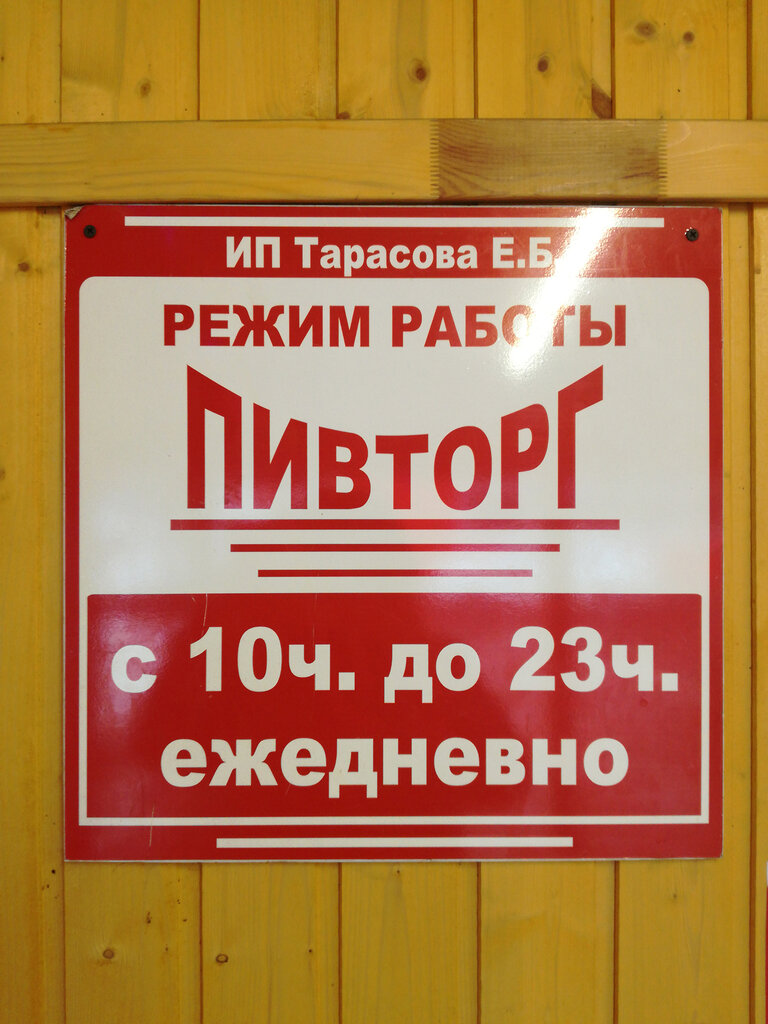 ИП Тарасова Е.Б.
РЕЖИМ РАБОТЫ
ПИВТОРГ
с 10ч. до 23ч.
ежедневно